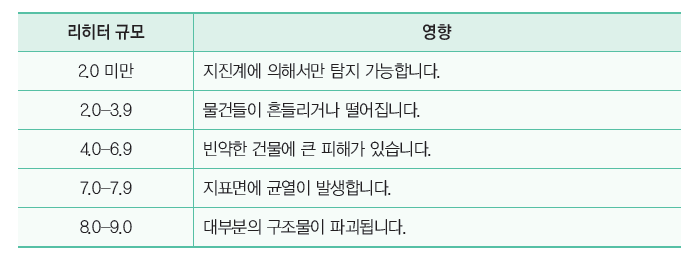 리히터 규모 영향
2.0 미만 지진계에 의해서만 탐지 가능합니다.
2.0–3.9 물건들이 흔들리거나 떨어집니다.
4.0–6.9 빈약한 건물에 큰 피해가 있습니다.
7.0–7.9 지표면에 균열이 발생합니다.
8.0–9.0 대부분의 구조물이 파괴됩니다.